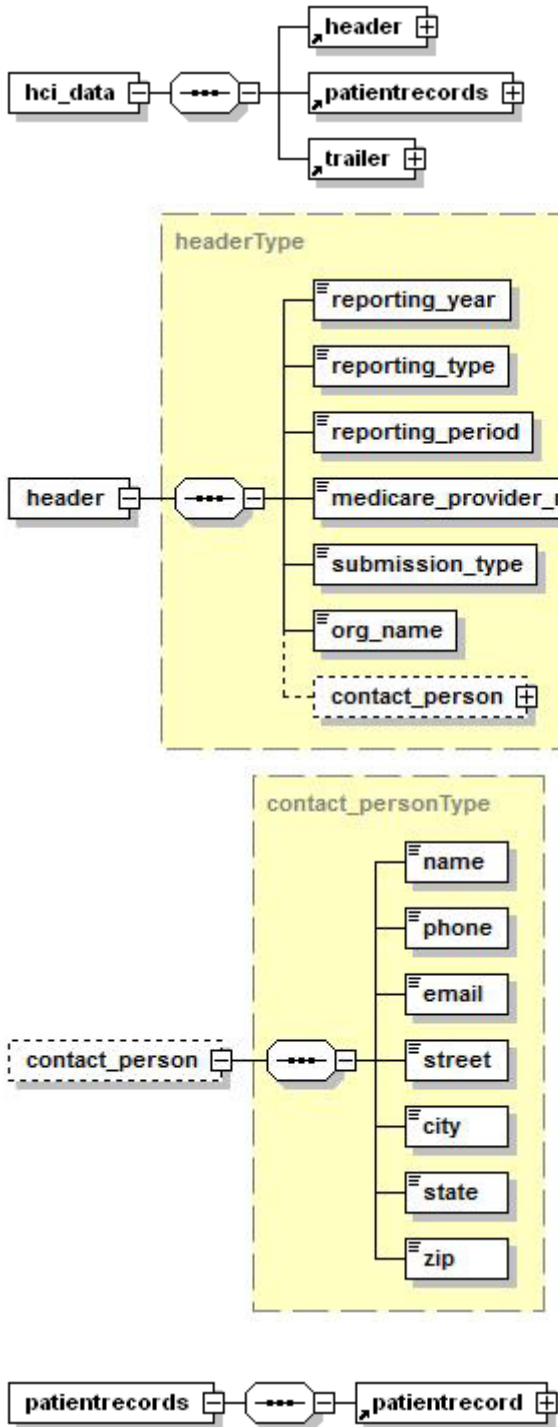 header
hci_data
patientrecords
trailer
headerType
reporting_year
reporting_type
reporting_period
header
medicare_provider_
submission_type
org_name
contact_person
contact_personType
name
phone
email
contact_person
street
city
state
zip
patientrecords
patientrecord